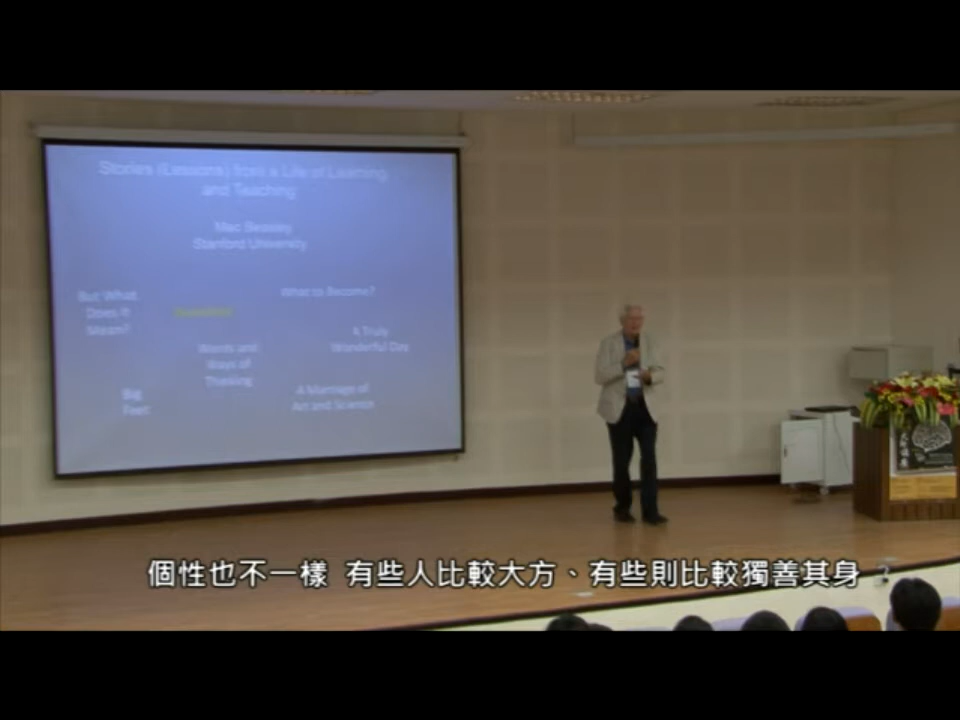 Stories (Lessons) from a Life of Learning
and Teaching
Mac Beasley
Stanford University
But What
Does It
Mean?
What to Become?
Words and
Ways of
Thinking
A Truly
Wonderful Day
Big
Feet
A Marriage of
Art and Science
個性也不一樣 有些人比較大方、有些則比較獨善其身